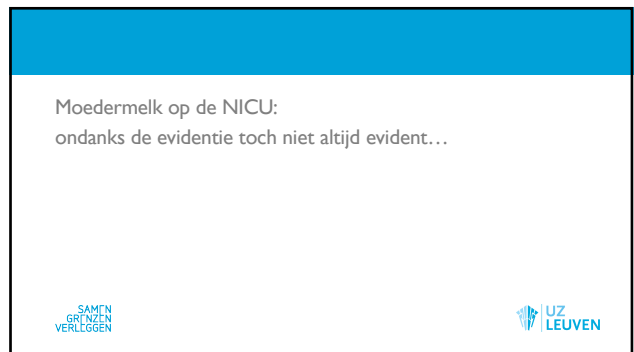 Moedermelk op de NICU:
ondanks de evidentie toch niet altijd evident…
SAMEN
GRENZEN
VERLEGGEN
UZ
LEUVEN